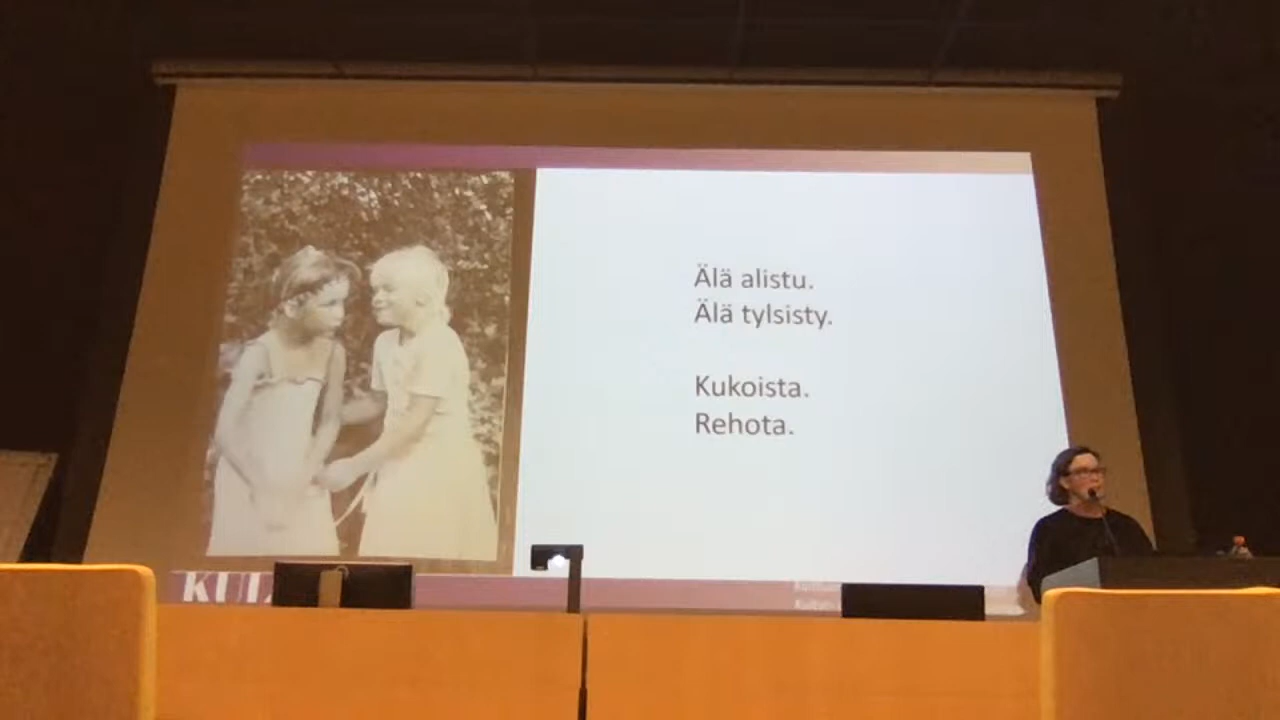 Älä alistu.
Älä tylsisty.
Kukoista.
Rehota.